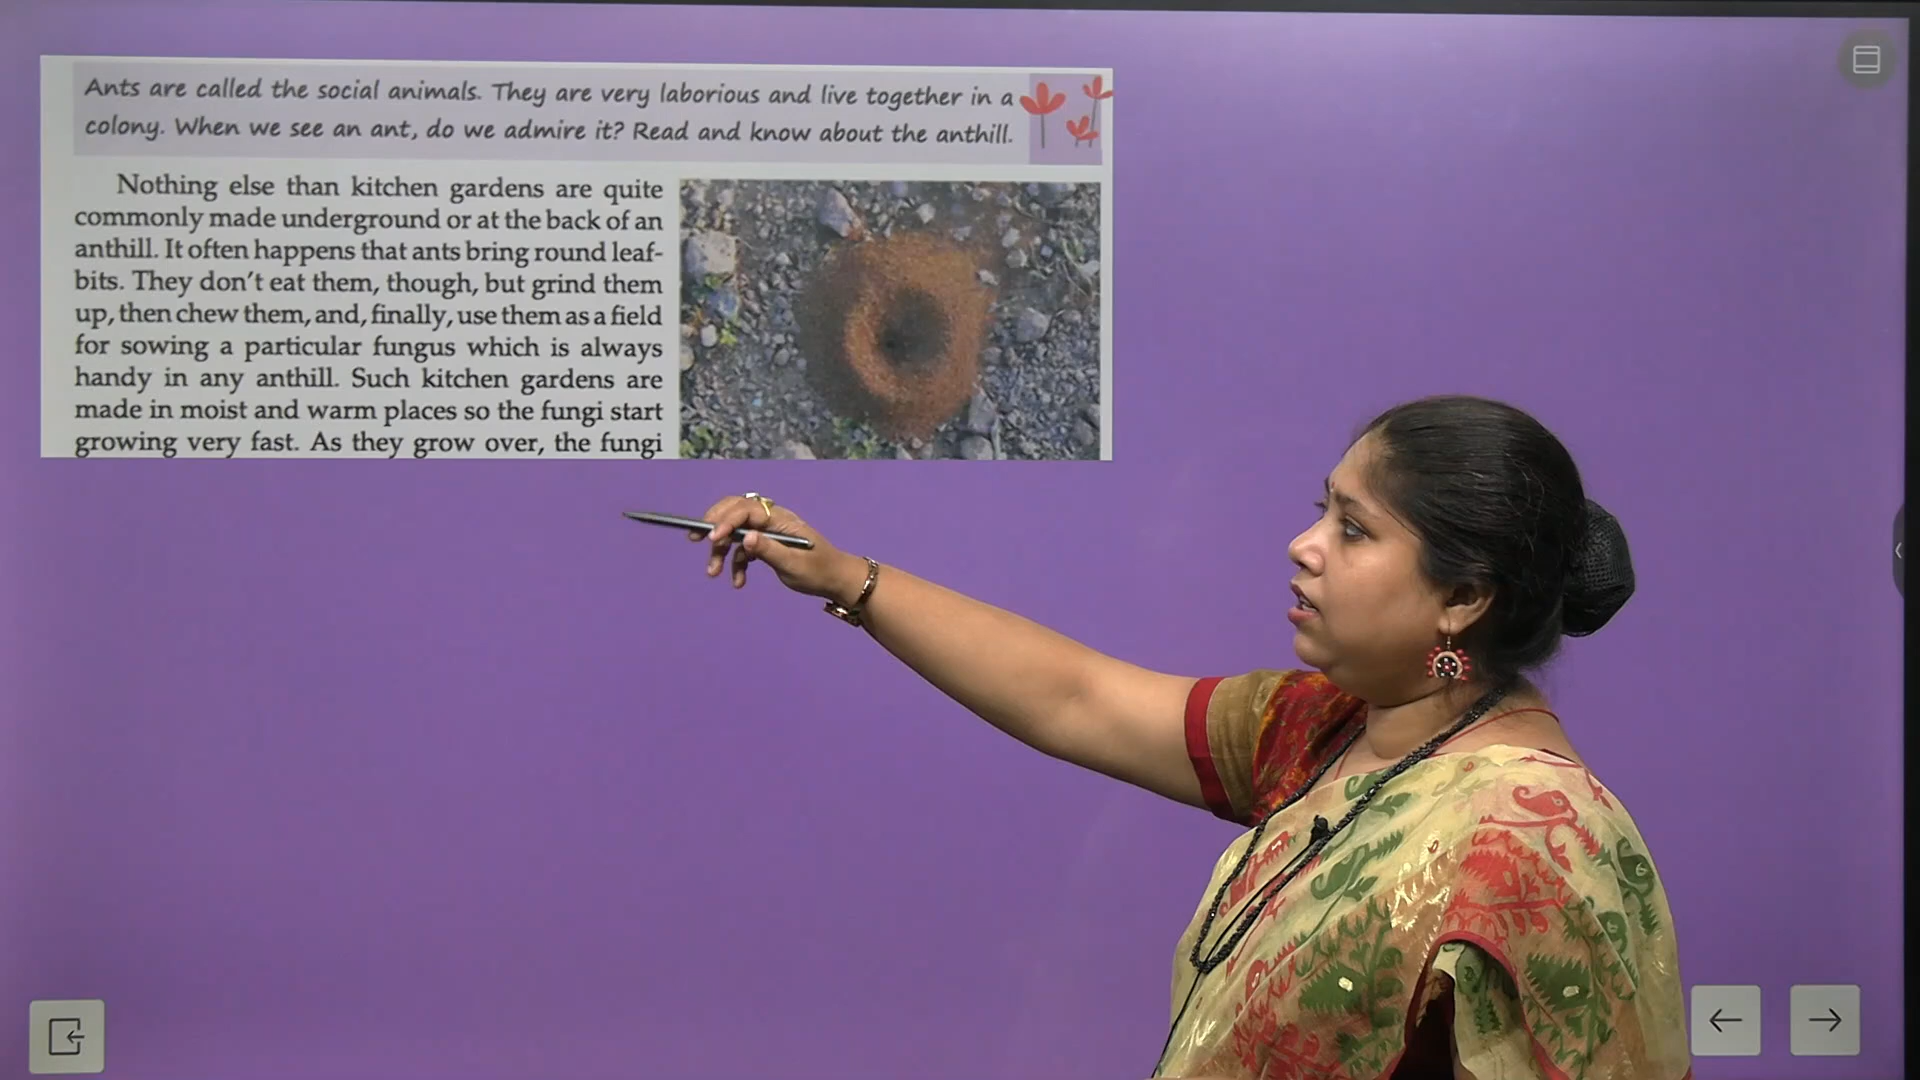 Ants are called the social animals. They are very laborious and live together in a
colony. When we see an ant, do we admire it? Read and know about the anthill.
Nothing else than kitchen gardens are quite
commonly made underground or at the back of an
anthill. It often happens that ants bring round leaf-
bits. They don't eat them, though, but grind them
up, then chew them, and, finally, use them as a field
for sowing a particular fungus which is always
handy in any anthill. Such kitchen gardens are
made in moist and warm places so the fungi start
growing very fast. As they grow over, the fungi